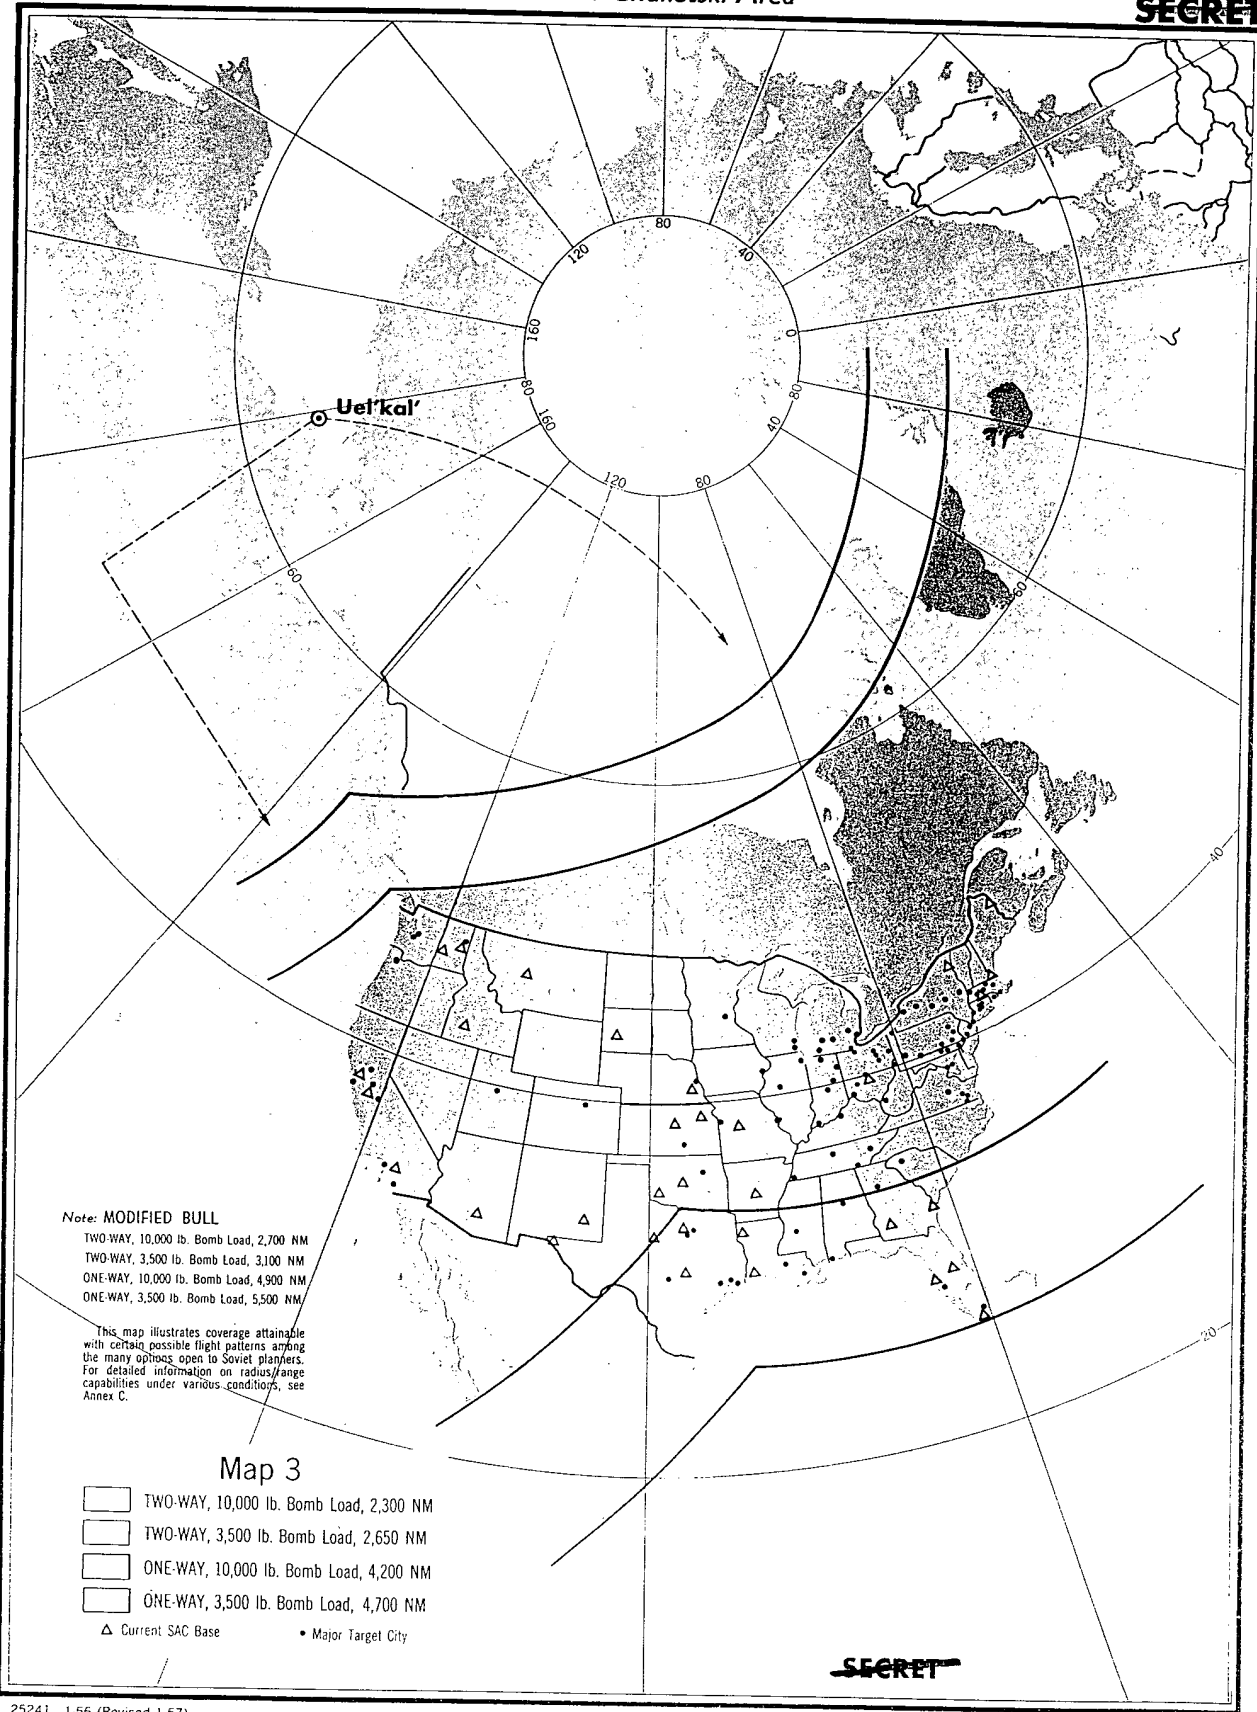 Area
SECRET
80
120
40
160
0
80
80
160
40
120
80
Uel'kal'
60
60
40
20
Note: MODIFIED BULL
TWO-WAY, 10,000 lb. Bomb Load, 2,700 NM
TWO-WAY, 3,500 lb. Bomb Load, 3,100 NM
ONE-WAY, 10,000 lb. Bomb Load, 4,900 NM
ONE-WAY, 3,500 lb. Bomb Load, 5,500 NM
This map illustrates coverage attainable
with certain possible flight patterns among
the many options open to Soviet planners.
For detailed information on radius/range
capabilities under various conditions, see
Annex C.
Map 3
TWO-WAY, 10,000 lb. Bomb Load, 2,300 NM
TWO-WAY, 3,500 lb. Bomb Load, 2,650 NM
ONE-WAY, 10,000 lb. Bomb Load, 4,200 NM
ONE-WAY, 3,500 lb. Bomb Load, 4,700 NM
Current SAC Base
Major Target City
SECRET
25241 1-56 (Revised 1-57)